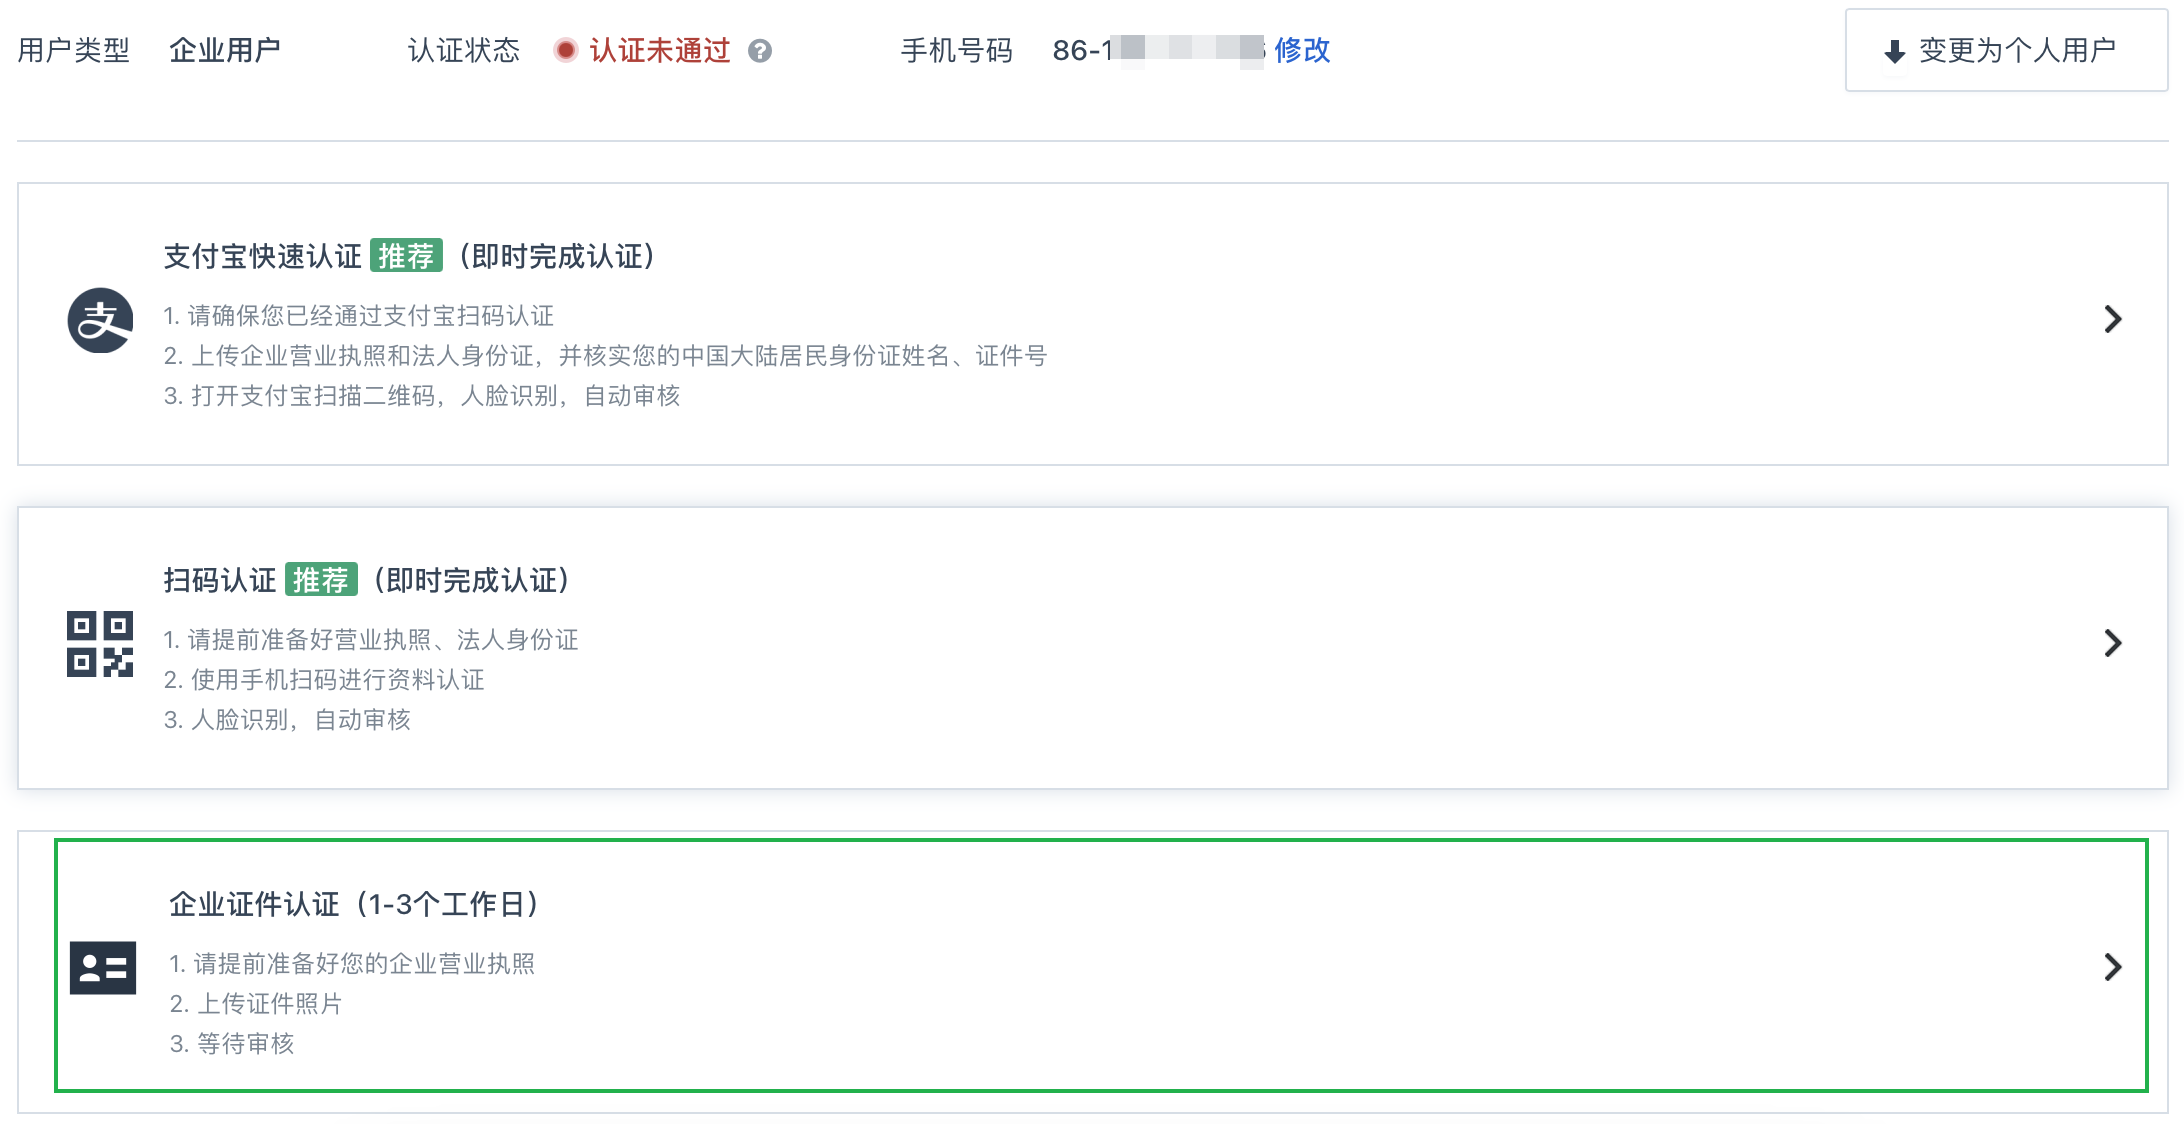 用户类型 企业用户 认证状态 认证未通过 ? 手机号码 86-1 修改 变更为个人用户
支付宝快速认证 推荐 (即时完成认证)
支
1. 请确保您已经通过支付宝扫码认证
2. 上传企业营业执照和法人身份证，并核实您的中国大陆居民身份证姓名、证件号
3. 打开支付宝扫描二维码，人脸识别，自动审核
扫码认证 推荐 (即时完成认证)
1. 请提前准备好营业执照、法人身份证
2. 使用手机扫码进行资料认证
3. 人脸识别，自动审核
企业证件认证（1-3个工作日）
1. 请提前准备好您的企业营业执照
2. 上传证件照片
3. 等待审核